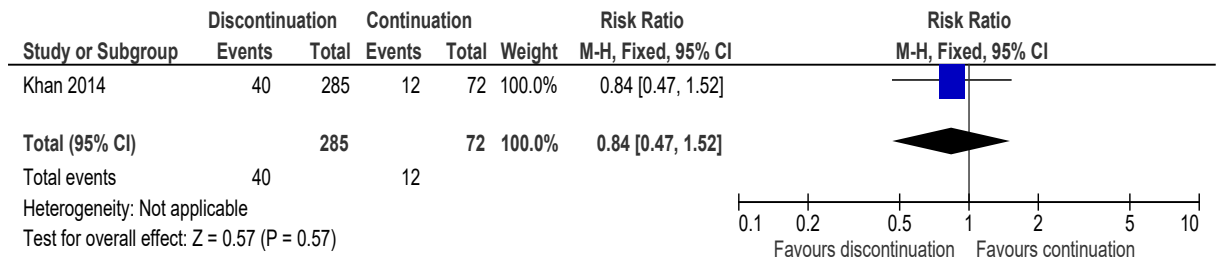 Discontinuation Continuation Risk Ratio Risk Ratio
Study or Subgroup Events Total Events Total Weight M-H, Fixed, 95% CI M-H, Fixed, 95% CI
Khan 2014 40 285 12 72 100.0% 0.84 [0.47, 1.52]
Total (95% CI) 285 72 100.0% 0.84 [0.47, 1.52]
Total events 40 12
Heterogeneity: Not applicable
Test for overall effect: Z = 0.57 (P = 0.57)
0.1 0.2 0.5 1 2 5 10
Favours discontinuation Favours continuation